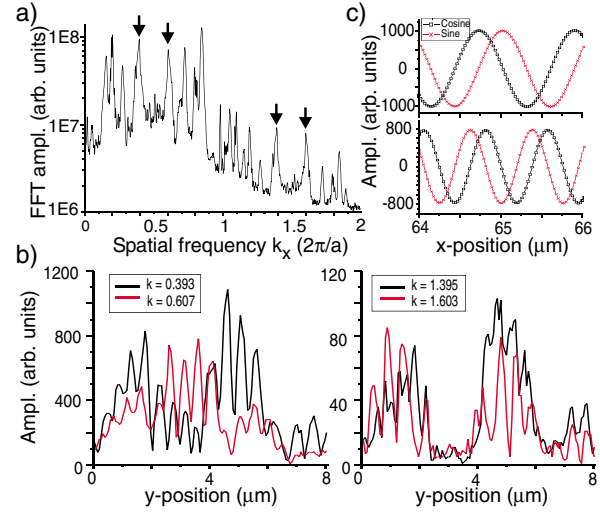 a)
FFT ampl. (arb. units)
1E8
1E7
1E6
0 0.5 1 1.5 2
Spatial frequency kx (2π/a)
c)
Ampl. (arb. units)
1000
0
1000
Cosine
Sine
800
0
-800
64 65 66
x-position (μm)
b)
Ampl. (arb. units)
1200
800
400
0
k = 0.393
k = 0.607
0 4 8
y-position (μm)
120
80
40
0
k = 1.395
k = 1.603
0 4 8
y-position (μm)